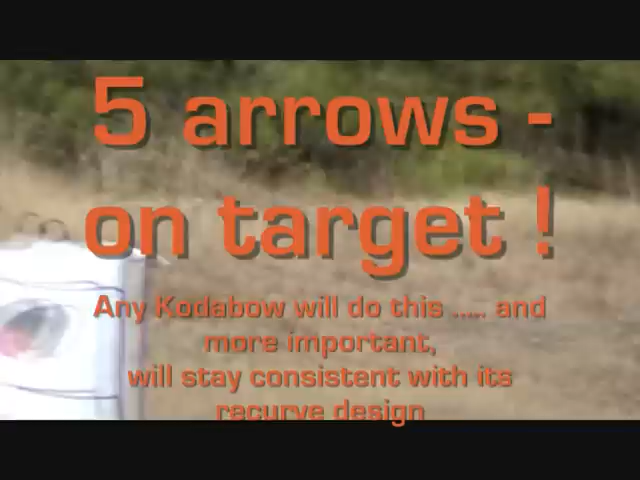 5 arrows -
on target !
Any Kodabow will do this ..... and
more important,
will stay consistent with its
recurve design